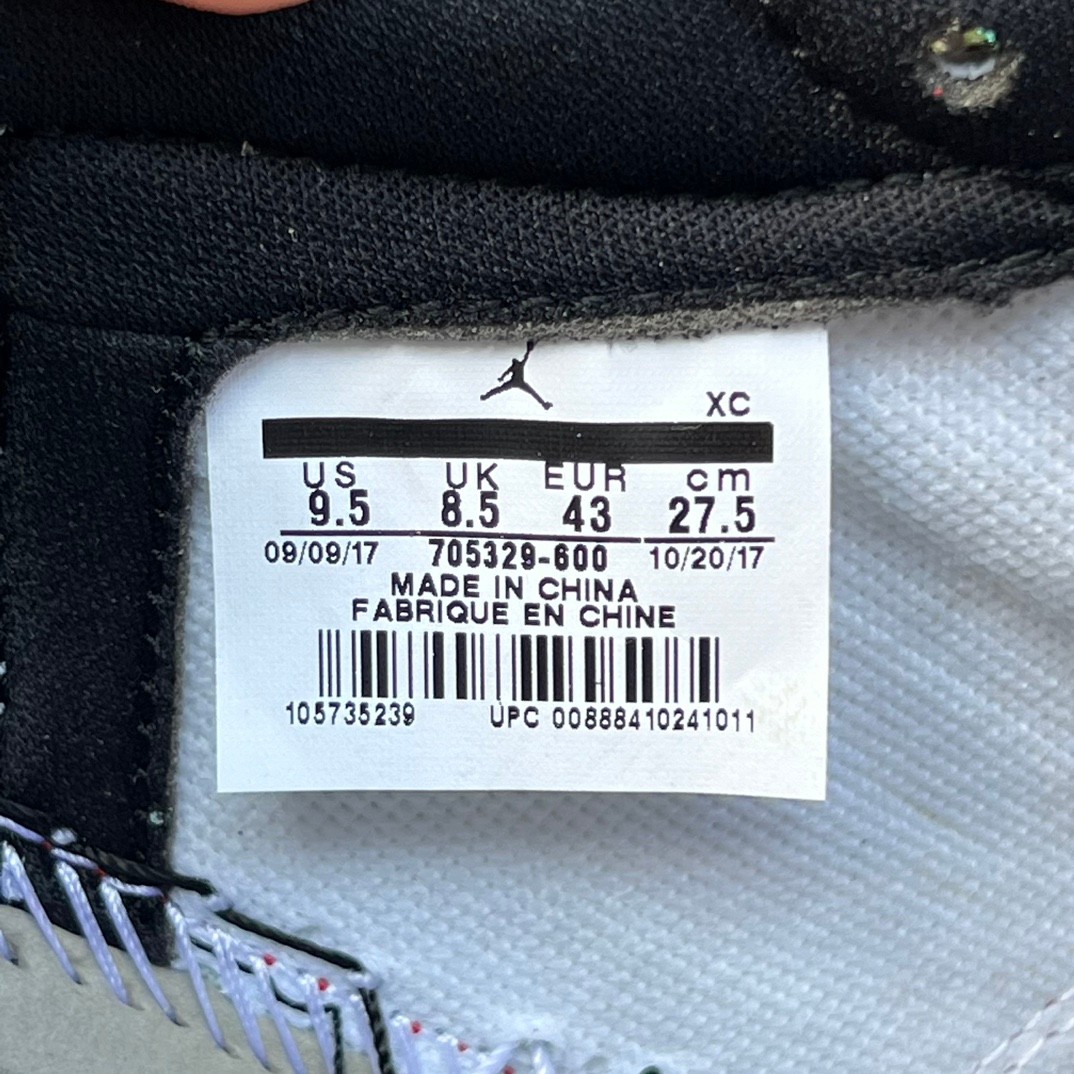 XC
US UK EUR cm
9.5 8.5 43 27.5
09/09/17 705329-600 10/20/17
MADE IN CHINA
FABRIQUE EN CHINE
105735239 UPC 00888410241011